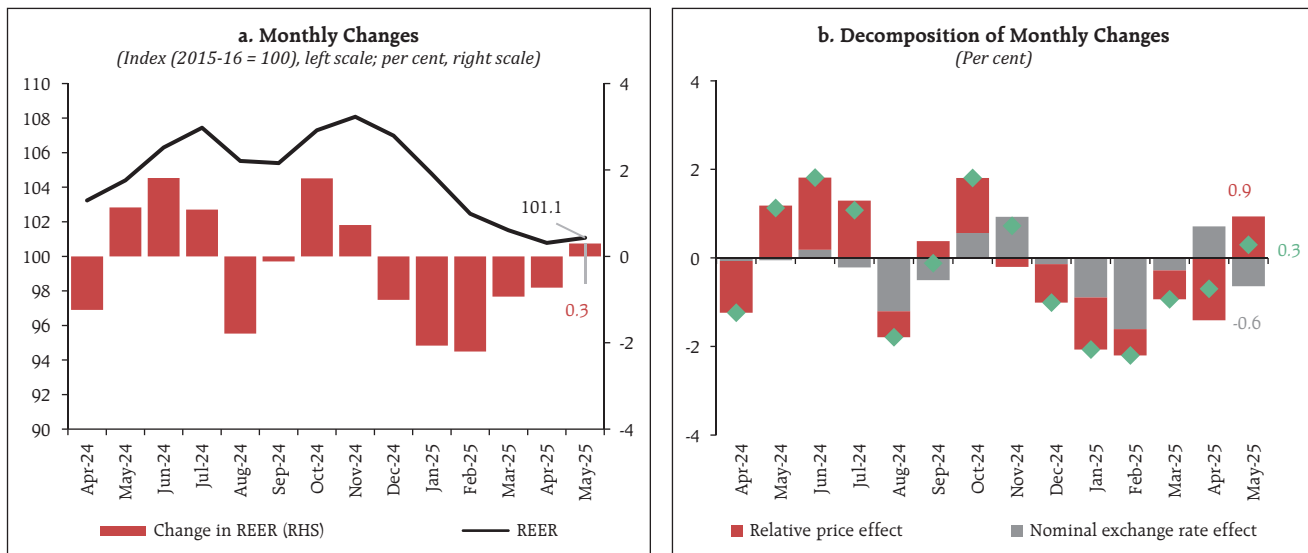 a. Monthly Changes
(Index (2015-16 = 100), left scale; per cent, right scale)
110
108
106
104
102
100
98
96
94
92
90
4
2
0
-2
-4
101.1
0.3
Apr-24
May-24
Jun-24
Jul-24
Aug-24
Sep-24
Oct-24
Nov-24
Dec-24
Jan-25
Feb-25
Mar-25
Apr-25
May-25
Change in REER (RHS)
REER
b. Decomposition of Monthly Changes
(Per cent)
4
2
0
-2
-4
0.9
0.3
-0.6
Apr-24
May-24
Jun-24
Jul-24
Aug-24
Sep-24
Oct-24
Nov-24
Dec-24
Jan-25
Feb-25
Mar-25
Apr-25
May-25
Relative price effect
Nominal exchange rate effect